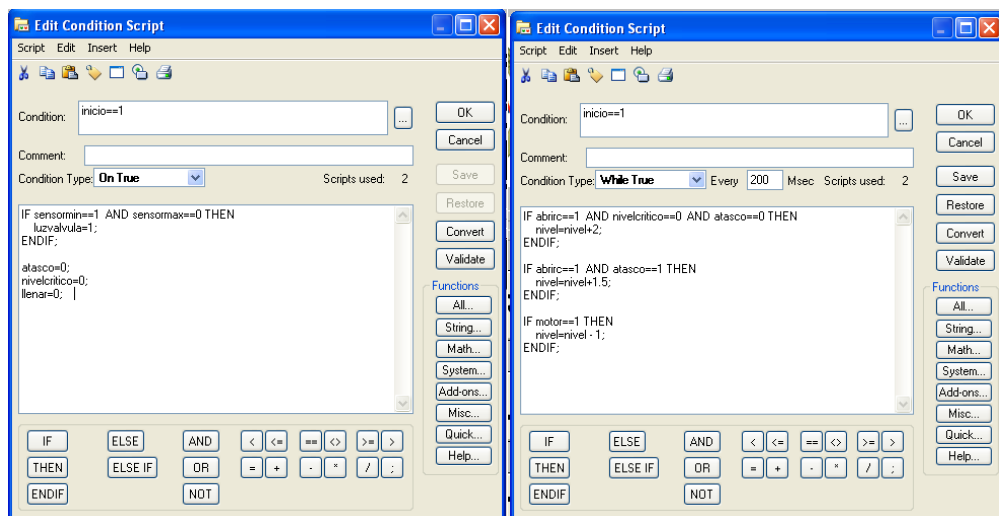 Edit Condition Script
Script Edit Insert Help
Condition: inicio==1 ...
OK
Cancel
Comment:
Condition Type: On True Scripts used: 2
Save
Restore
Convert
Validate
IF sensormin==1 AND sensormax==0 THEN
luzvalvula=1;
ENDIF;
atasco=0;
nivelcritico=0;
llenar=0;
Functions
All...
String...
Math...
System...
Add-ons...
Misc...
Quick...
Help...
IF ELSE AND < <= == <> >= >
THEN ELSE IF OR = + - * / ;
ENDIF NOT
Edit Condition Script
Script Edit Insert Help
Condition: inicio==1 ...
OK
Cancel
Comment:
Condition Type: While True Every 200 Msec Scripts used: 2
Save
Restore
Convert
Validate
IF abrirc==1 AND nivelcritico==0 AND atasco==0 THEN
nivel=nivel+2;
ENDIF;
IF abrirc==1 AND atasco==1 THEN
nivel=nivel+1.5;
ENDIF;
IF motor==1 THEN
nivel=nivel - 1;
ENDIF;
Functions
All...
String...
Math...
System...
Add-ons...
Misc...
Quick...
Help...
IF ELSE AND < <= == <> >= >
THEN ELSE IF OR = + - * / ;
ENDIF NOT